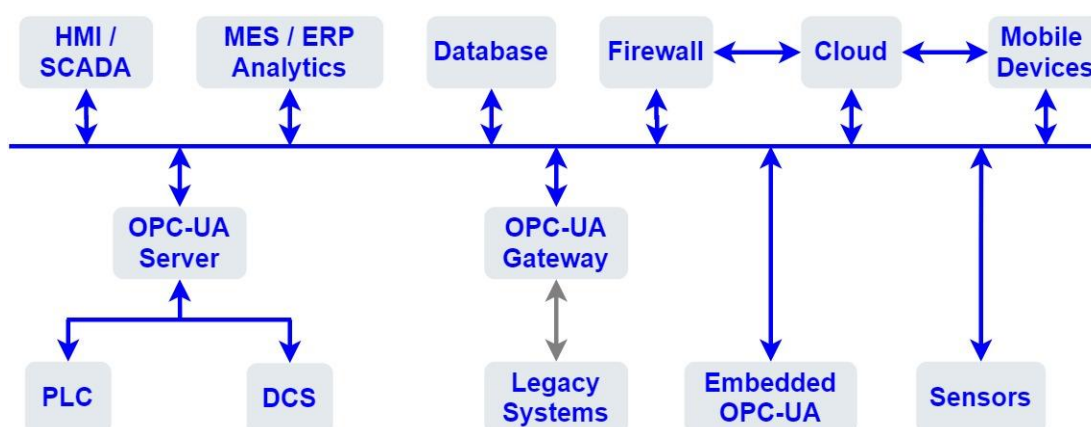 HMI /
SCADA
MES / ERP
Analytics
Database
Firewall
Cloud
Mobile
Devices
OPC-UA
Server
OPC-UA
Gateway
PLC
DCS
Legacy
Systems
Embedded
OPC-UA
Sensors